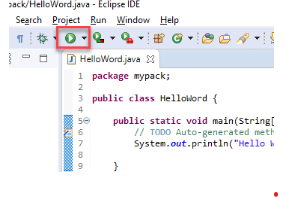 pack/HelloWord.java - Eclipse IDE
Search Project Run Window Help
HelloWord.java
1 package mypack;
2
3 public class HelloWord {
4
5 public static void main(String[
6 // TODO Auto-generated meth
7 System.out.println("Hello W
8
9 }